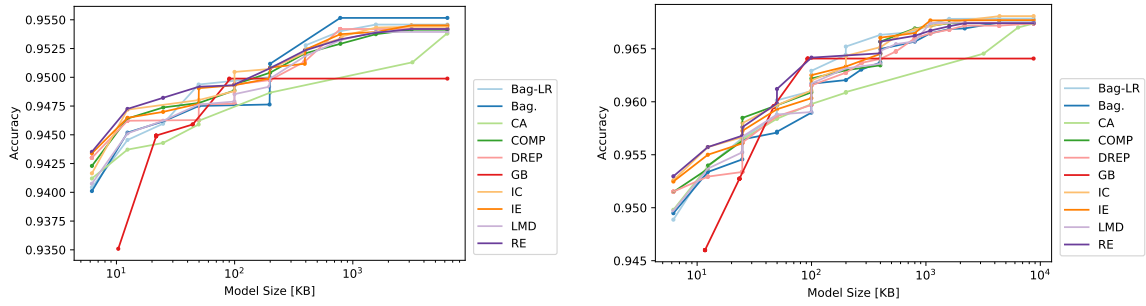 0.9550
0.9525
0.9500
0.9475
0.9450
0.9425
0.9400
0.9375
0.9350
Accuracy
10¹
10²
10³
Model Size [KB]
Bag-LR
Bag.
CA
COMP
DREP
GB
IC
IE
LMD
RE
0.965
0.960
0.955
0.950
0.945
Accuracy
10¹
10²
10³
10⁴
Model Size [KB]
Bag-LR
Bag.
CA
COMP
DREP
GB
IC
IE
LMD
RE